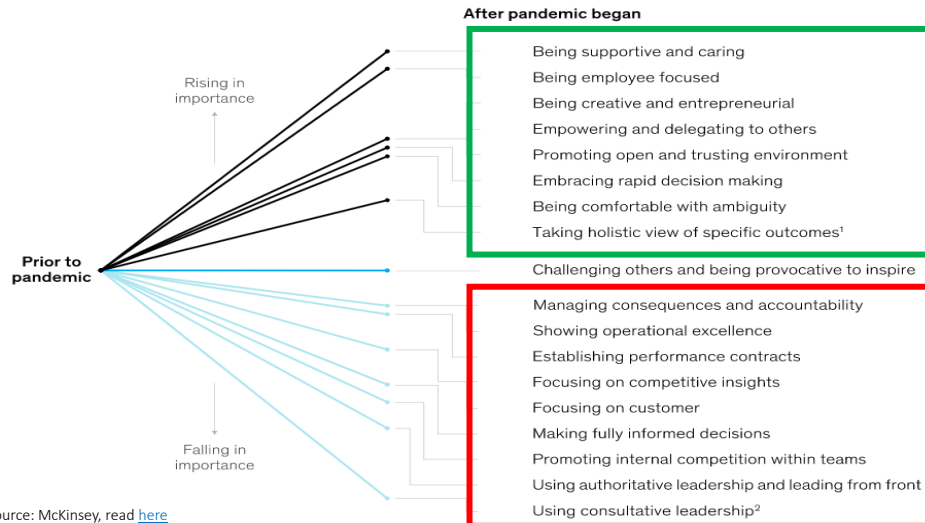 After pandemic began
Rising in
importance
Being supportive and caring
Being employee focused
Being creative and entrepreneurial
Empowering and delegating to others
Promoting open and trusting environment
Embracing rapid decision making
Being comfortable with ambiguity
Taking holistic view of specific outcomes¹
Prior to
pandemic
Challenging others and being provocative to inspire
Managing consequences and accountability
Showing operational excellence
Establishing performance contracts
Focusing on competitive insights
Focusing on customer
Making fully informed decisions
Promoting internal competition within teams
Using authoritative leadership and leading from front
Using consultative leadership²
Falling in
importance
ource: McKinsey, read here